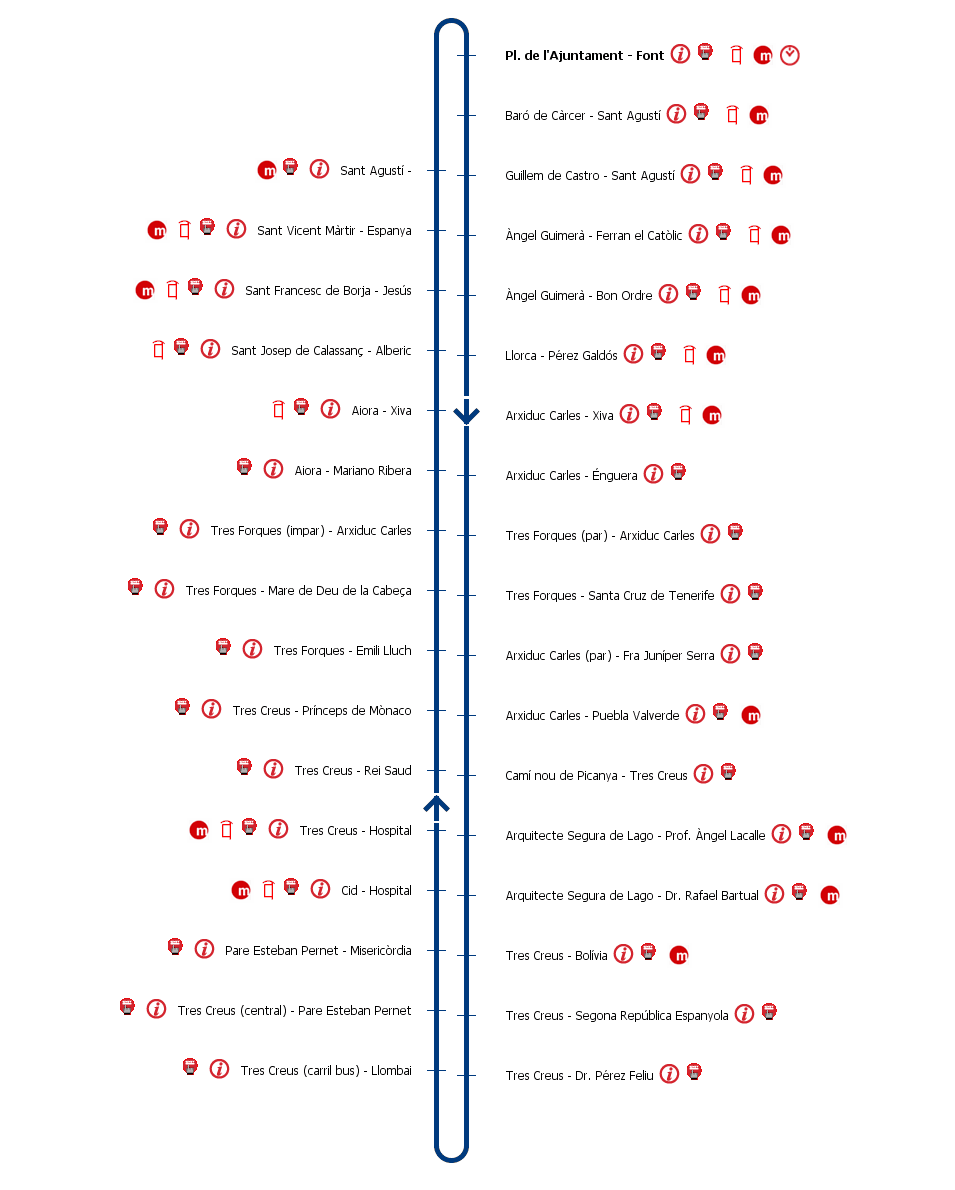 Pl. de l'Ajuntament - Font
Baró de Càrcer - Sant Agustí
Sant Agustí -
Guillem de Castro - Sant Agustí
Sant Vicent Màrtir - Espanya
Àngel Guimerà - Ferran el Catòlic
Sant Francesc de Borja - Jesús
Àngel Guimerà - Bon Ordre
Sant Josep de Calassanç - Alberic
Llorca - Pérez Galdós
Aiora - Xiva
Arxiduc Carles - Xiva
Aiora - Mariano Ribera
Arxiduc Carles - Énguera
Tres Forques (impar) - Arxiduc Carles
Tres Forques (par) - Arxiduc Carles
Tres Forques - Mare de Deu de la Cabeça
Tres Forques - Santa Cruz de Tenerife
Tres Forques - Emili Lluch
Arxiduc Carles (par) - Fra Juníper Serra
Tres Creus - Prínceps de Mònaco
Arxiduc Carles - Puebla Valverde
Tres Creus - Rei Saud
Camí nou de Picanya - Tres Creus
Tres Creus - Hospital
Arquitecte Segura de Lago - Prof. Àngel Lacalle
Cid - Hospital
Arquitecte Segura de Lago - Dr. Rafael Bartual
Pare Esteban Pernet - Misericòrdia
Tres Creus - Bolívia
Tres Creus (central) - Pare Esteban Pernet
Tres Creus - Segona República Espanyola
Tres Creus (carril bus) - Llombai
Tres Creus - Dr. Pérez Feliu